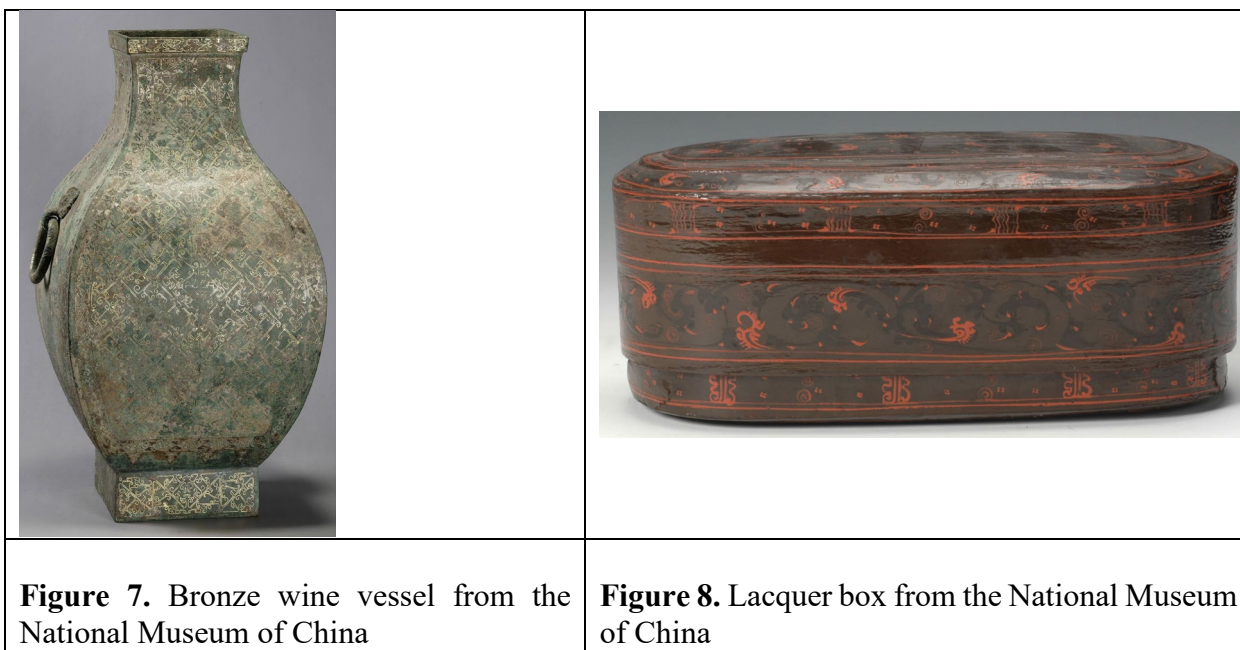 Figure 7. Bronze wine vessel from the
National Museum of China
Figure 8. Lacquer box from the National Museum
of China